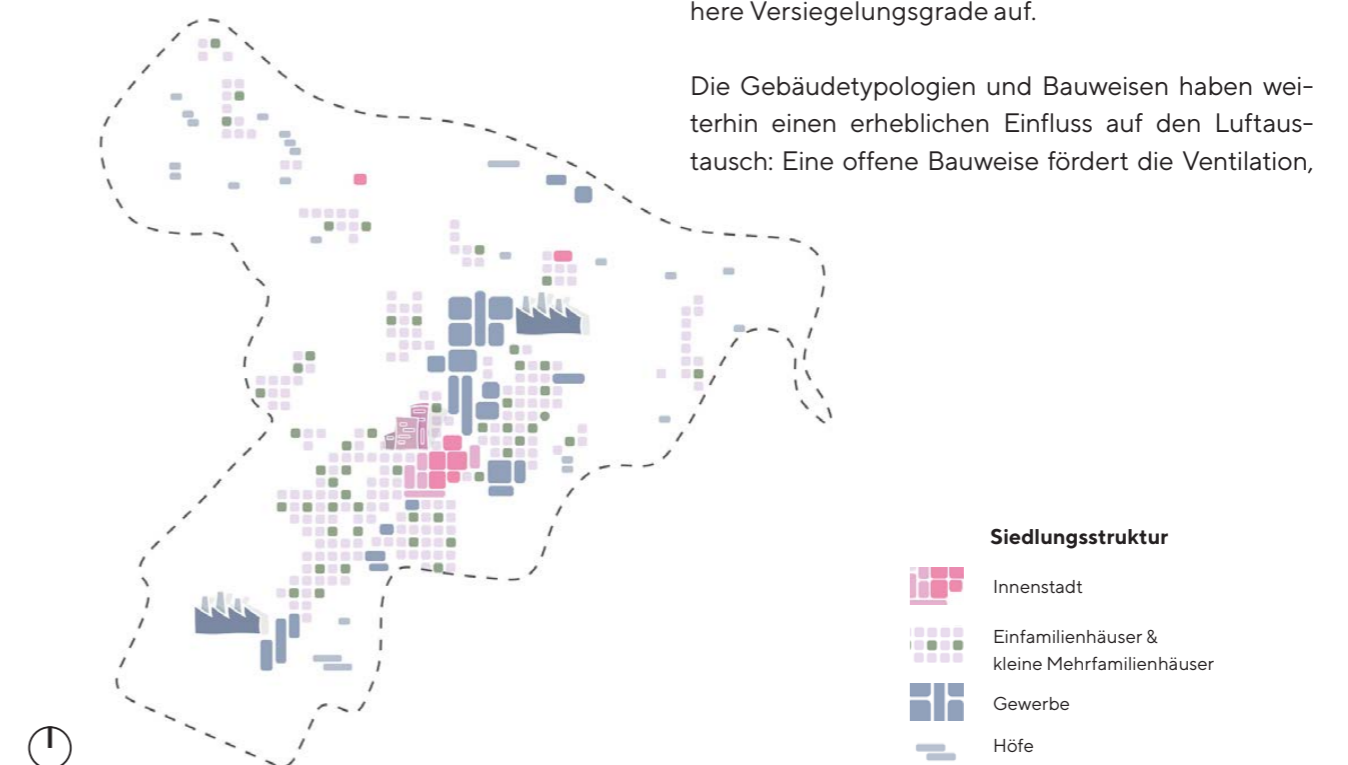 here Versiegelungsgrade auf.
Die Gebäudetypologien und Bauweisen haben wei-
terhin einen erheblichen Einfluss auf den Luftaus-
tausch: Eine offene Bauweise fördert die Ventilation,
Siedlungsstruktur
Innenstadt
Einfamilienhäuser &
kleine Mehrfamilienhäuser
Gewerbe
Höfe